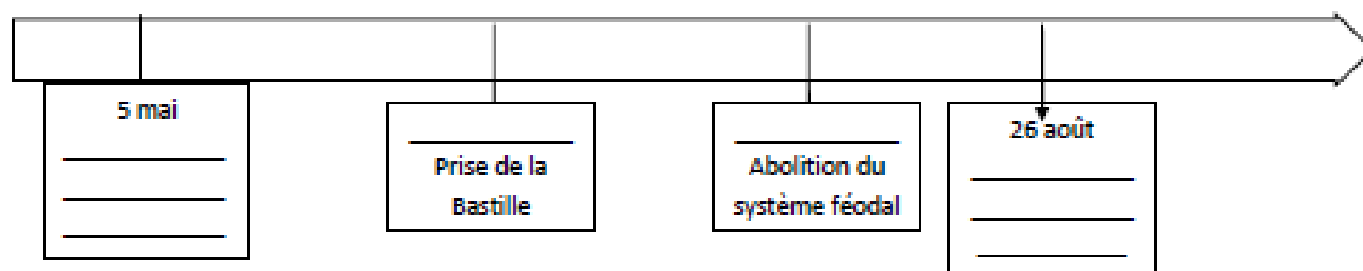 5 mai
Prise de la
Bastille
Abolition du
système féodal
26 août